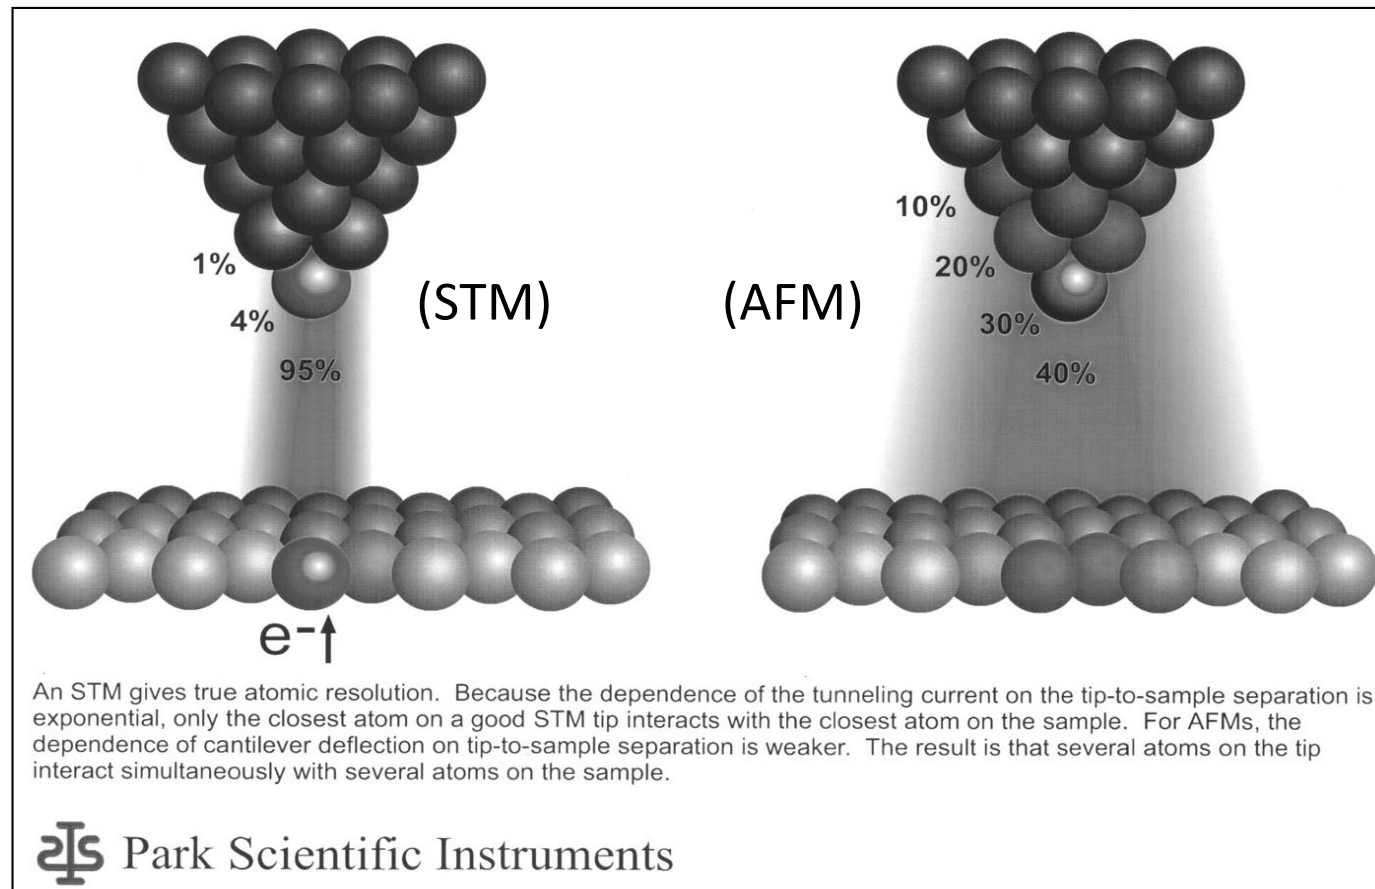 1%
4%
95%
(STM)
(AFM)
10%
20%
30%
40%
e-
An STM gives true atomic resolution. Because the dependence of the tunneling current on the tip-to-sample separation is
exponential, only the closest atom on a good STM tip interacts with the closest atom on the sample. For AFMs, the
dependence of cantilever deflection on tip-to-sample separation is weaker. The result is that several atoms on the tip
interact simultaneously with several atoms on the sample.
Park Scientific Instruments